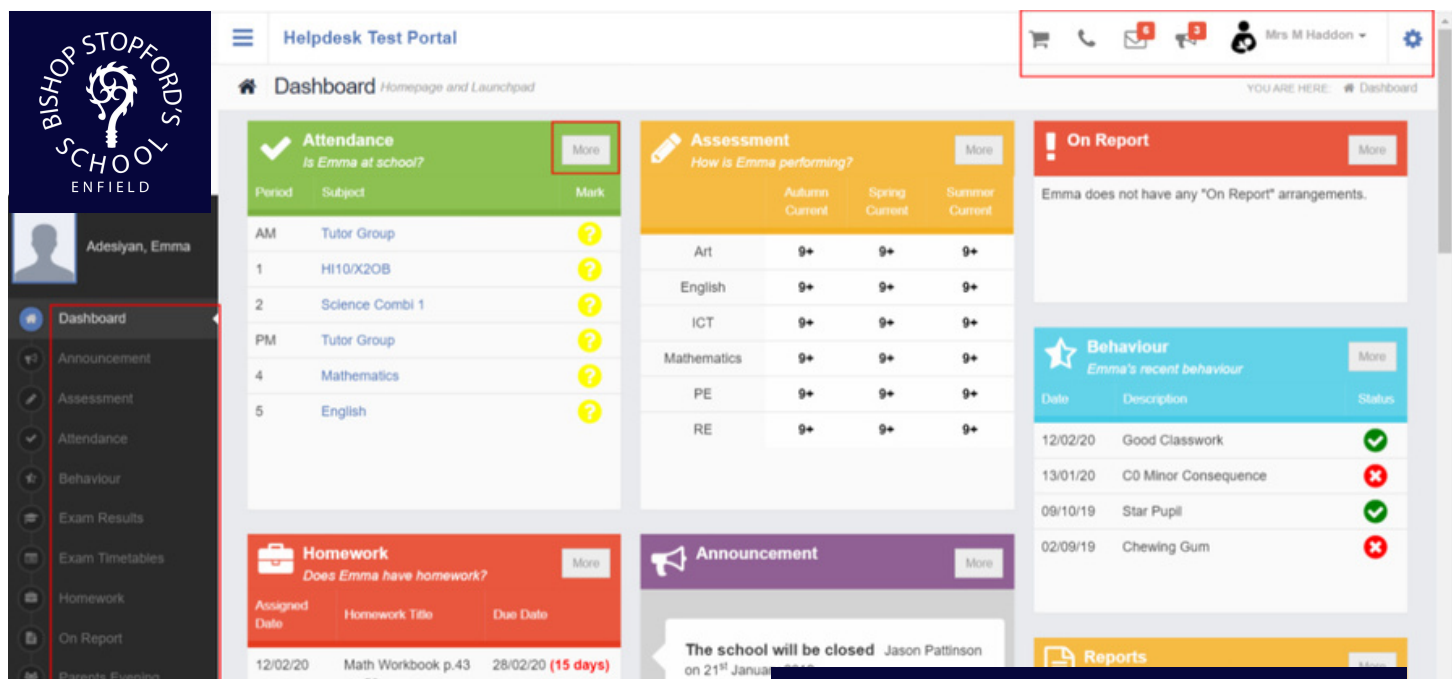 BISHOP STOPFORD'S SCHOOL
ENFIELD
Helpdesk Test Portal
6
3
Mrs M Haddon
Dashboard Homepage and Launchpad
YOU ARE HERE: Dashboard
Adesiyan, Emma
Dashboard
Announcement
Assessment
Attendance
Behaviour
Exam Results
Exam Timetables
Homework
On Report
Parents Evening
Attendance
More
Is Emma at school?
Period Subject Mark
AM Tutor Group ?
1 HI10/X2OB ?
2 Science Combi 1 ?
PM Tutor Group ?
4 Mathematics ?
5 English ?
Assessment
More
How is Emma performing?
Autumn Current Spring Current Summer Current
Art 9+ 9+ 9+
English 9+ 9+ 9+
ICT 9+ 9+ 9+
Mathematics 9+ 9+ 9+
PE 9+ 9+ 9+
RE 9+ 9+ 9+
On Report
More
Emma does not have any "On Report" arrangements.
Behaviour
More
Emma's recent behaviour
Date Description Status
12/02/20 Good Classwork
13/01/20 C0 Minor Consequence
09/10/19 Star Pupil
02/09/19 Chewing Gum
Homework
More
Does Emma have homework?
Assigned Date Homework Title Due Date
12/02/20 Math Workbook p.43 28/02/20 (15 days)
Announcement
More
The school will be closed Jason Pattinson
on 21st
Reports
More